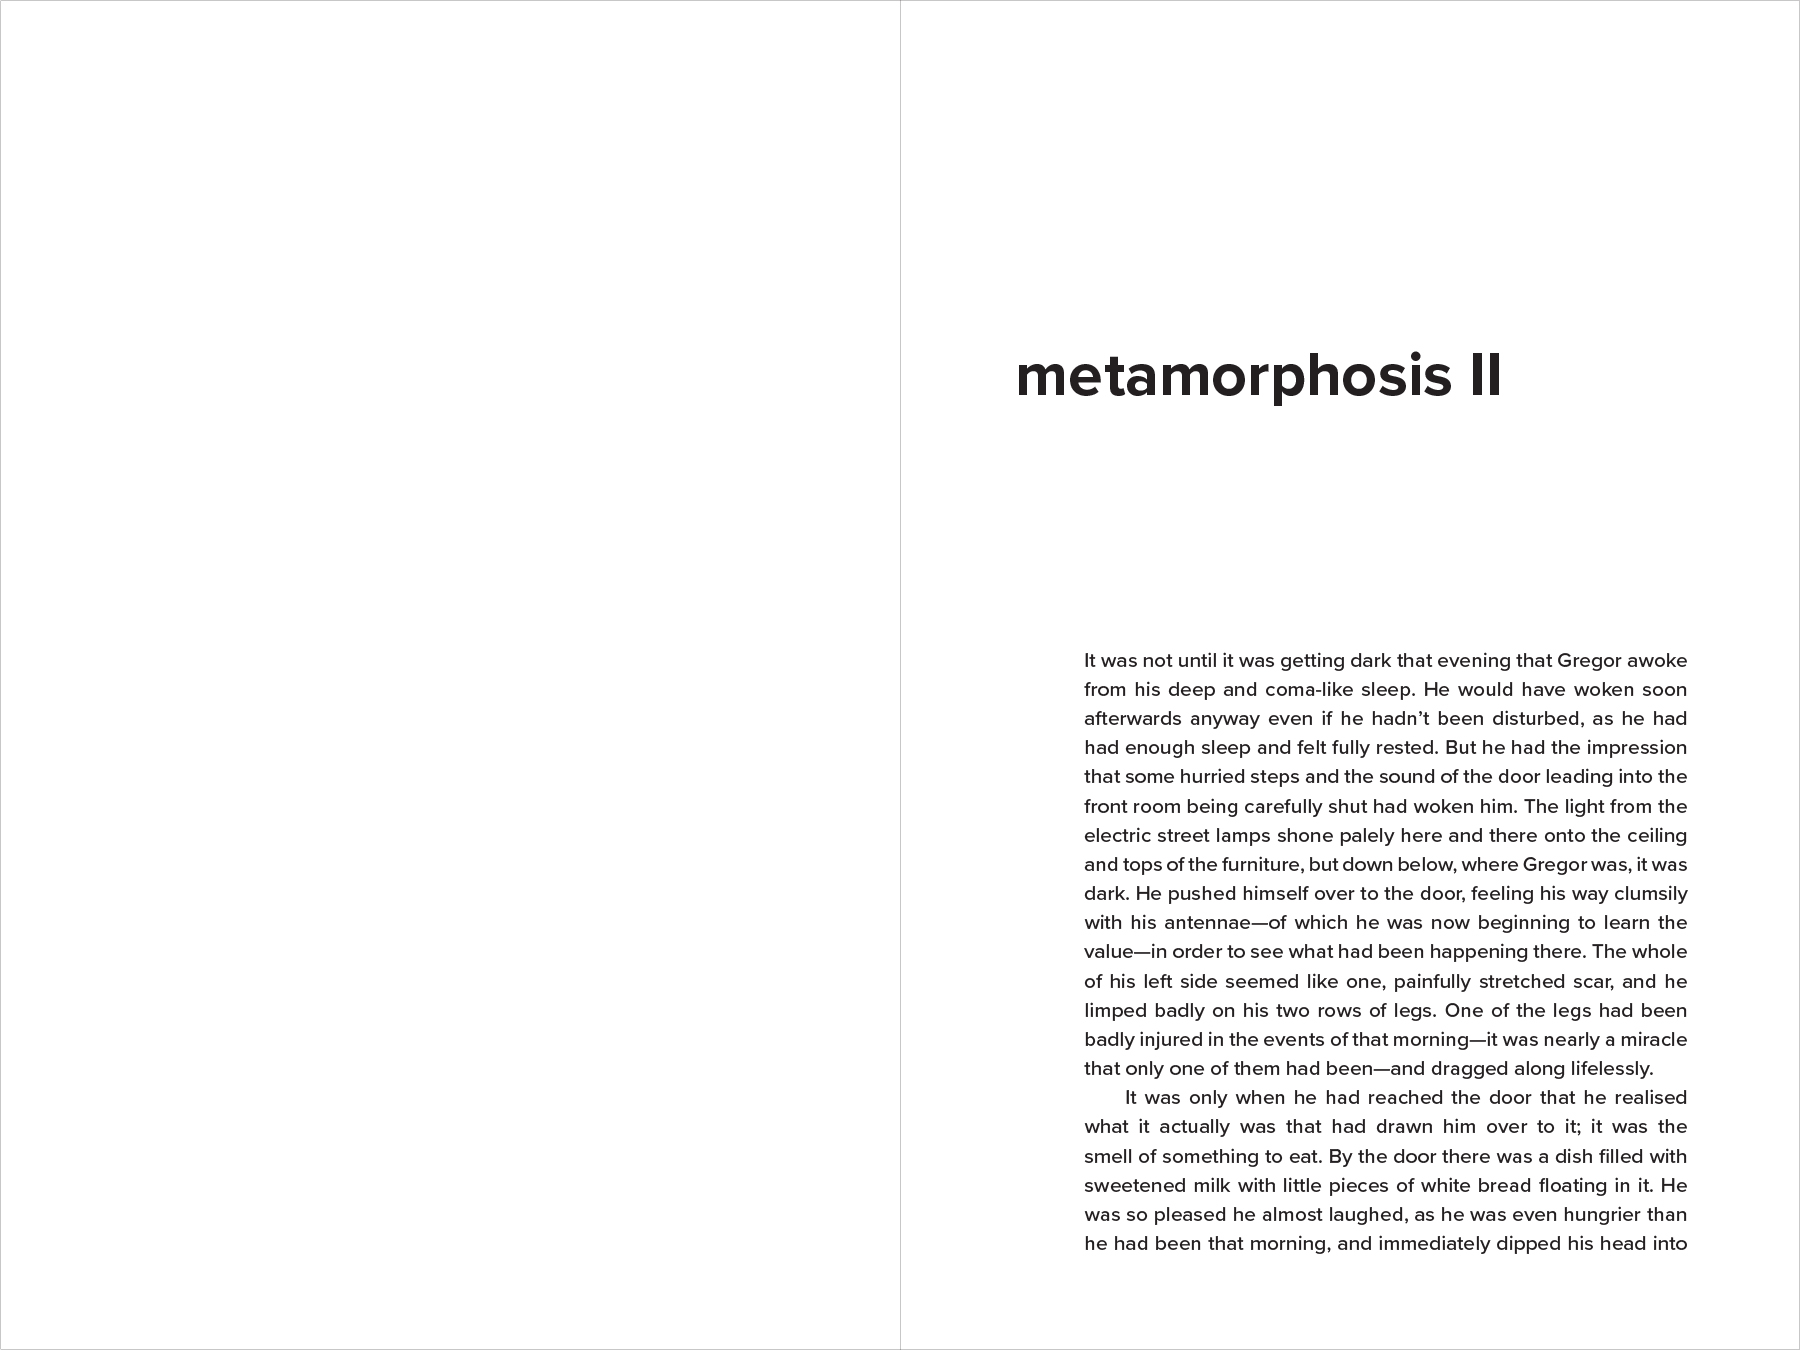 metamorphosis II
It was not until it was getting dark that evening that Gregor awoke
from his deep and coma-like sleep. He would have woken soon
afterwards anyway even if he hadn’t been disturbed, as he had
had enough sleep and felt fully rested. But he had the impression
that some hurried steps and the sound of the door leading into the
front room being carefully shut had woken him. The light from the
electric street lamps shone palely here and there onto the ceiling
and tops of the furniture, but down below, where Gregor was, it was
dark. He pushed himself over to the door, feeling his way clumsily
with his antennae—of which he was now beginning to learn the
value—in order to see what had been happening there. The whole
of his left side seemed like one, painfully stretched scar, and he
limped badly on his two rows of legs. One of the legs had been
badly injured in the events of that morning—it was nearly a miracle
that only one of them had been—and dragged along lifelessly.
It was only when he had reached the door that he realised
what it actually was that had drawn him over to it; it was the
smell of something to eat. By the door there was a dish filled with
sweetened milk with little pieces of white bread floating in it. He
was so pleased he almost laughed, as he was even hungrier than
he had been that morning, and immediately dipped his head into